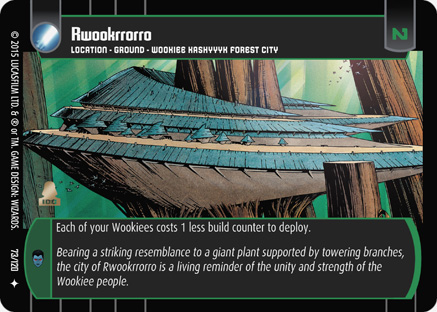 Rwookrrorro
N
LOCATION - GROUND - WOOKIEE KASHYYYK FOREST CITY
© 2015 LUCASFILM LTD. & ® or TM. GAME DESIGN: WIZARDS.
IDC
Each of your Wookiees costs 1 less build counter to deploy.
Bearing a striking resemblance to a giant plant supported by towering branches,
the city of Rwookrrorro is a living reminder of the unity and strength of the
Wookiee people.
73/120